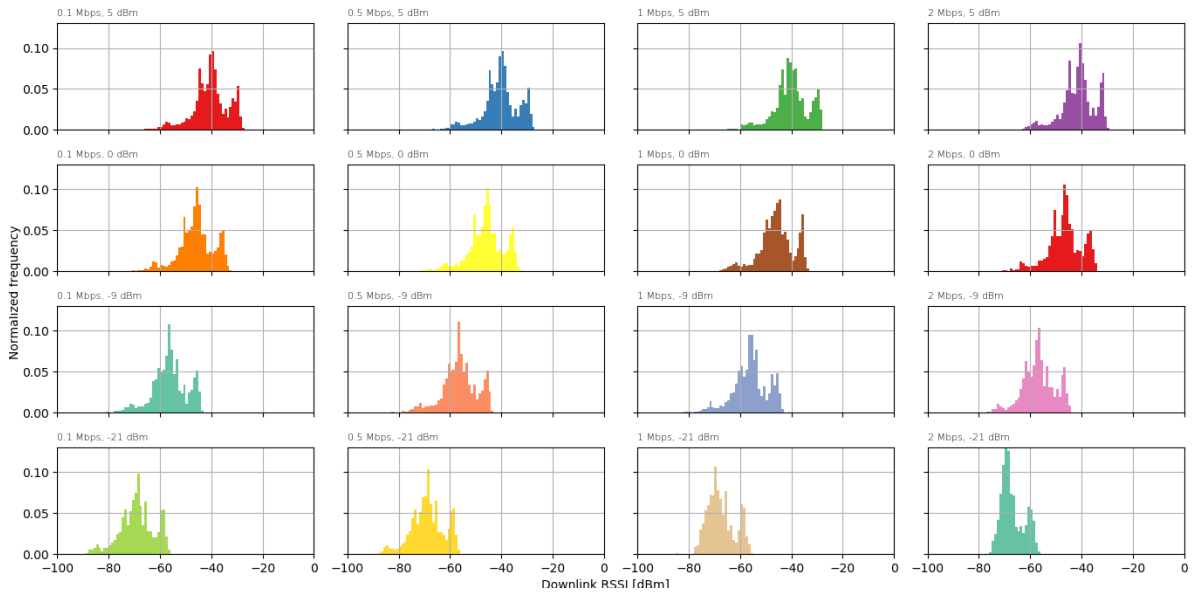 0.1 Mbps, 5 dBm
0.5 Mbps, 5 dBm
1 Mbps, 5 dBm
2 Mbps, 5 dBm
0.10
0.05
0.00
0.1 Mbps, 0 dBm
0.5 Mbps, 0 dBm
1 Mbps, 0 dBm
2 Mbps, 0 dBm
0.10
0.05
0.00
0.1 Mbps, -9 dBm
0.5 Mbps, -9 dBm
1 Mbps, -9 dBm
2 Mbps, -9 dBm
0.10
0.05
0.00
0.1 Mbps, -21 dBm
0.5 Mbps, -21 dBm
1 Mbps, -21 dBm
2 Mbps, -21 dBm
0.10
0.05
0.00
−100 −80 −60 −40 −20 0
−100 −80 −60 −40 −20 0
−100 −80 −60 −40 −20 0
−100 −80 −60 −40 −20 0
Normalized frequency
Downlink RSSI [dBm]